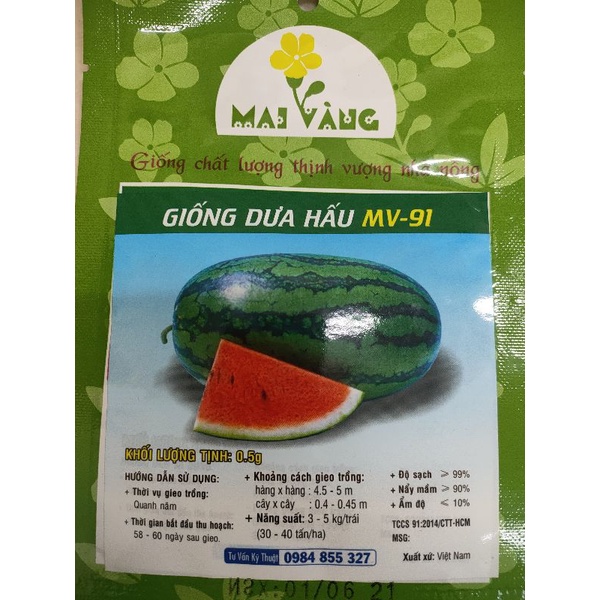 MAI VÀNG
Giống chất lượng thịnh vượng nhà nông
GIỐNG DƯA HẤU MV-91
KHỐI LƯỢNG TỊNH: 0.5g
HƯỚNG DẪN SỬ DỤNG:
+ Thời vụ gieo trồng:
Quanh năm
+ Thời gian bắt đầu thu hoạch:
58 - 60 ngày sau gieo.
+ Khoảng cách gieo trồng:
hàng x hàng : 4.5 - 5 m
cây x cây : 0.4 - 0.45 m
+ Năng suất: 3 - 5 kg/trái
(30 - 40 tấn/ha)
Tư Vấn Kỹ Thuật 0984 855 327
+ Độ sạch ≥ 99%
+ Nẩy mầm ≥ 90%
+ Ẩm độ ≤ 10%
TCCS 91:2014/CTT-HCM
MSG:
Xuất xứ: Việt Nam
NSX:01/06 21